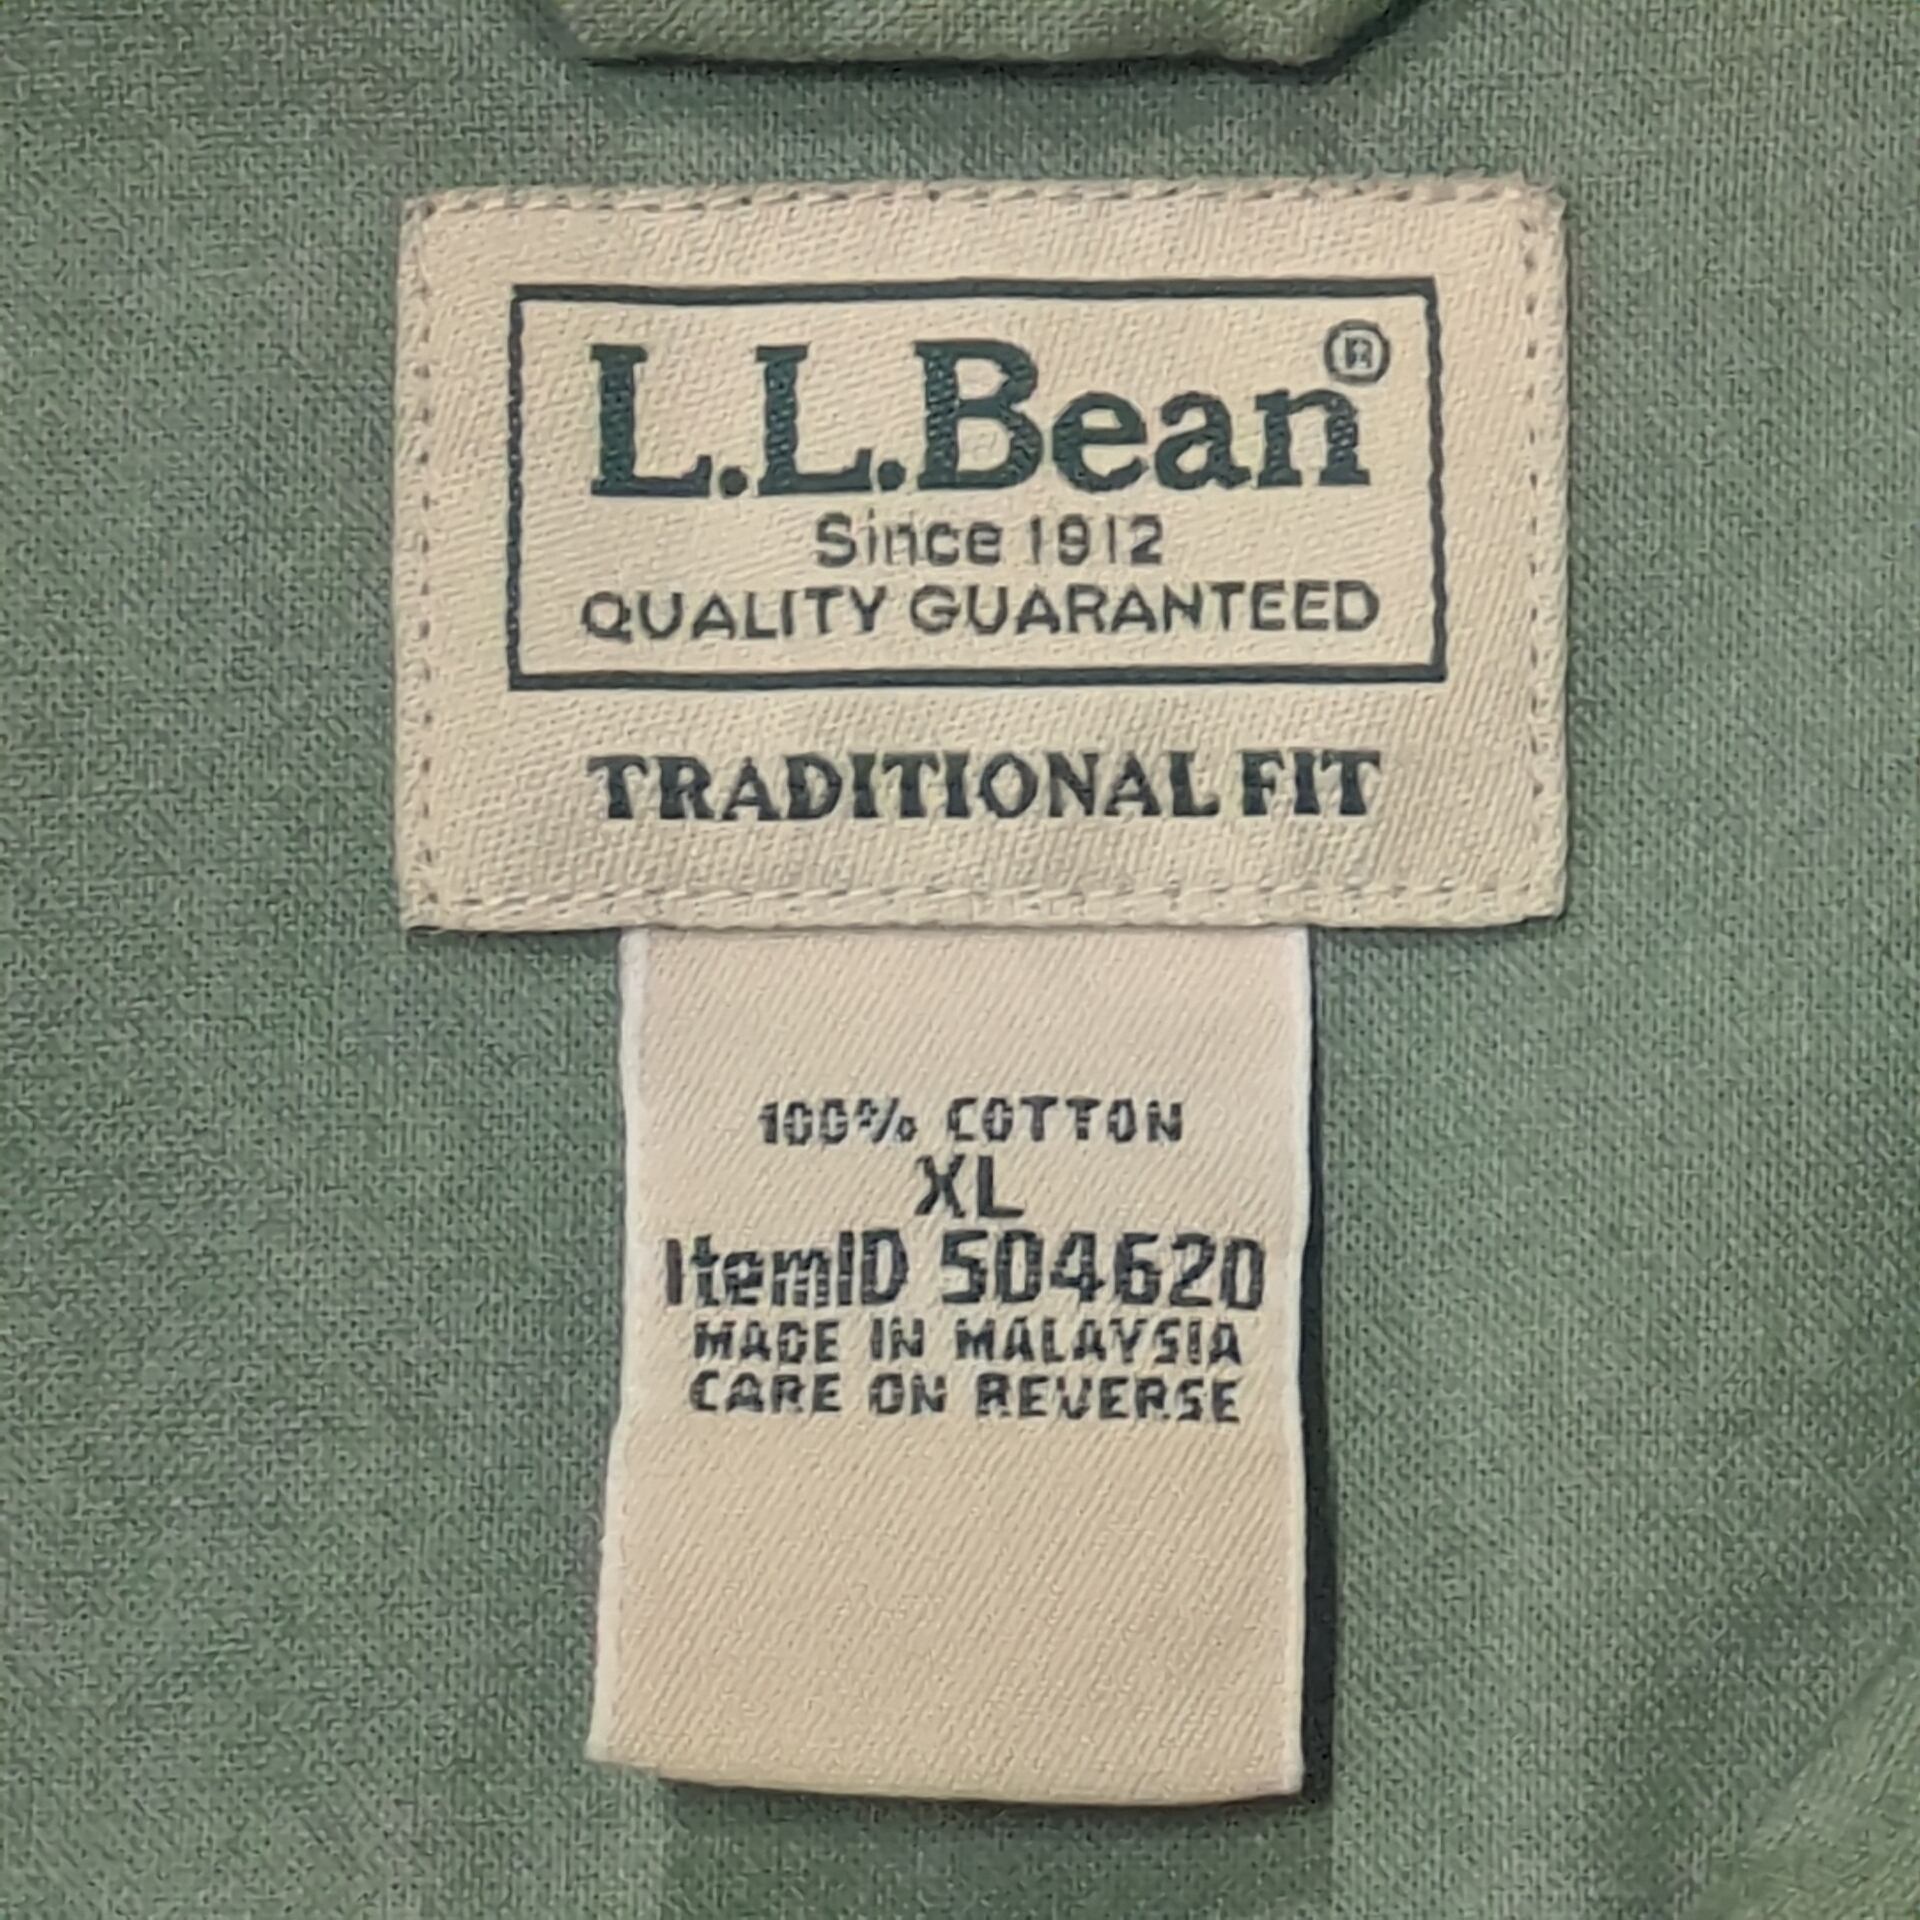 L.L.Bean®
Since 1912
QUALITY GUARANTEED
TRADITIONAL FIT
100% COTTON
XL
ItemID 504620
MADE IN MALAYSIA
CARE ON REVERSE